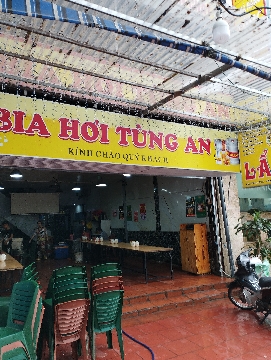 BIA HƠI TÙNG AN
KÍNH CHÀO QUÝ KHÁCH
LẨ